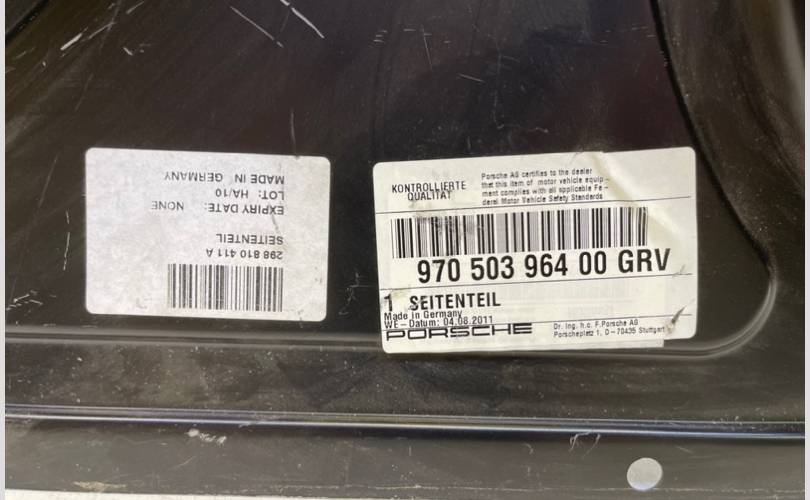 298 810 411 A
SEITENTEIL
EXPIRY DATE: NONE
LOT: HA/10
MADE IN GERMANY
KONTROLLIERTE
QUALITÄT
Porsche AG certifies to the dealer
that this item of motor vehicle equip-
ment complies with all applicable Fe-
deral Motor Vehicle Safety Standards
970 503 964 00 GRV
1 SEITENTEIL
Made in Germany
WE-Datum: 04.08.2011
PORSCHE
Dr. Ing. h.c. F. Porsche AG
Porscheplatz 1, D-70435 Stuttgart